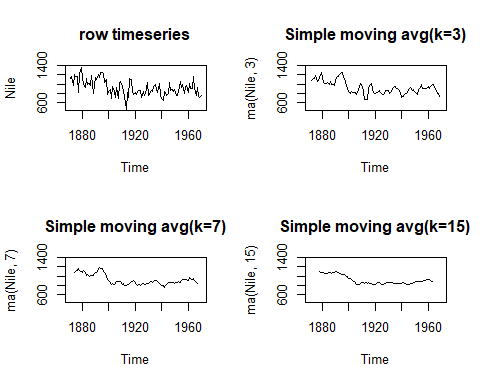 row timeseries
Nile
1400
600
1880
1920
1960
Time
Simple moving avg(k=3)
ma(Nile, 3)
1400
600
1880
1920
1960
Time
Simple moving avg(k=7)
ma(Nile, 7)
1400
600
1880
1920
1960
Time
Simple moving avg(k=15)
ma(Nile, 15)
1400
600
1880
1920
1960
Time